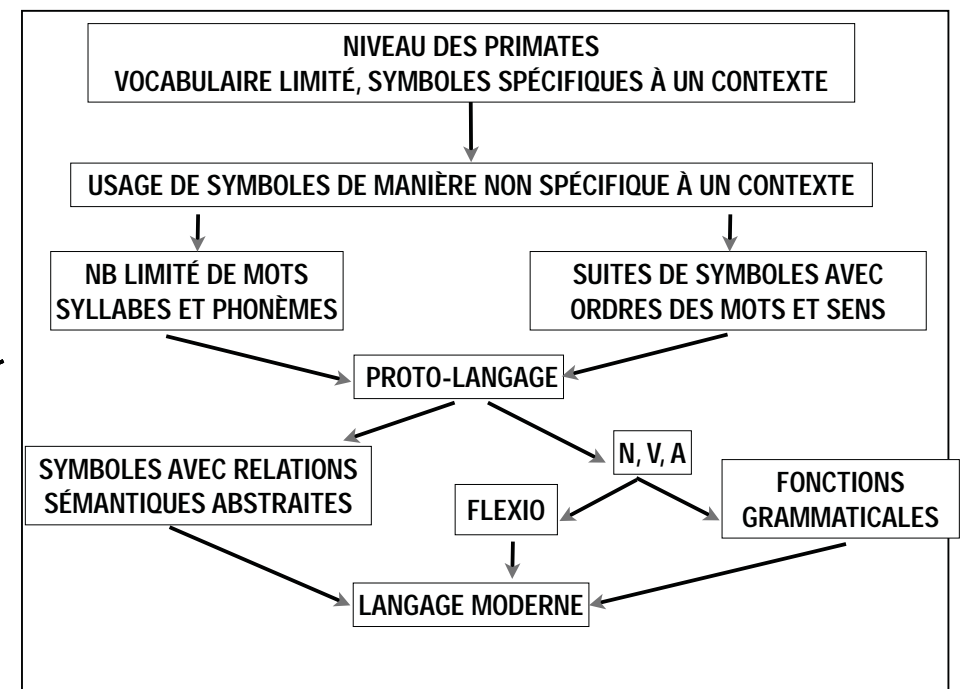 NIVEAU DES PRIMATES
VOCABULAIRE LIMITÉ, SYMBOLES SPÉCIFIQUES À UN CONTEXTE
USAGE DE SYMBOLES DE MANIÈRE NON SPÉCIFIQUE À UN CONTEXTE
NB LIMITÉ DE MOTS
SYLLABES ET PHONÈMES
SUITES DE SYMBOLES AVEC
ORDRES DES MOTS ET SENS
PROTO-LANGAGE
SYMBOLES AVEC RELATIONS
SÉMANTIQUES ABSTRAITES
N, V, A
FLEXIO
FONCTIONS
GRAMMATICALES
LANGAGE MODERNE